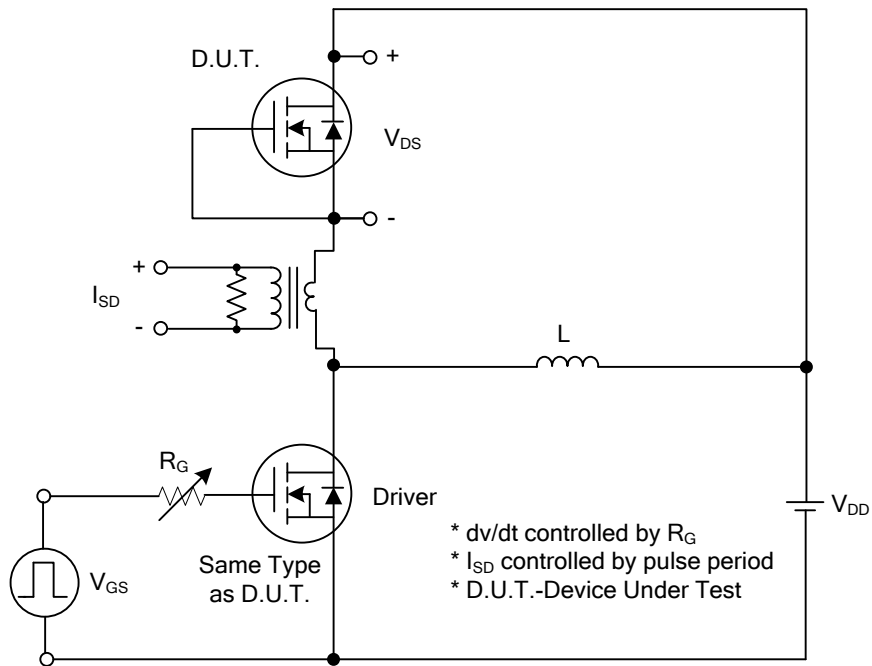 D.U.T.
+
VDS
-
+
ISD
-
L
RG
Driver
VDD
VGS
Same Type
as D.U.T.
* dv/dt controlled by RG
* ISD controlled by pulse period
* D.U.T.-Device Under Test